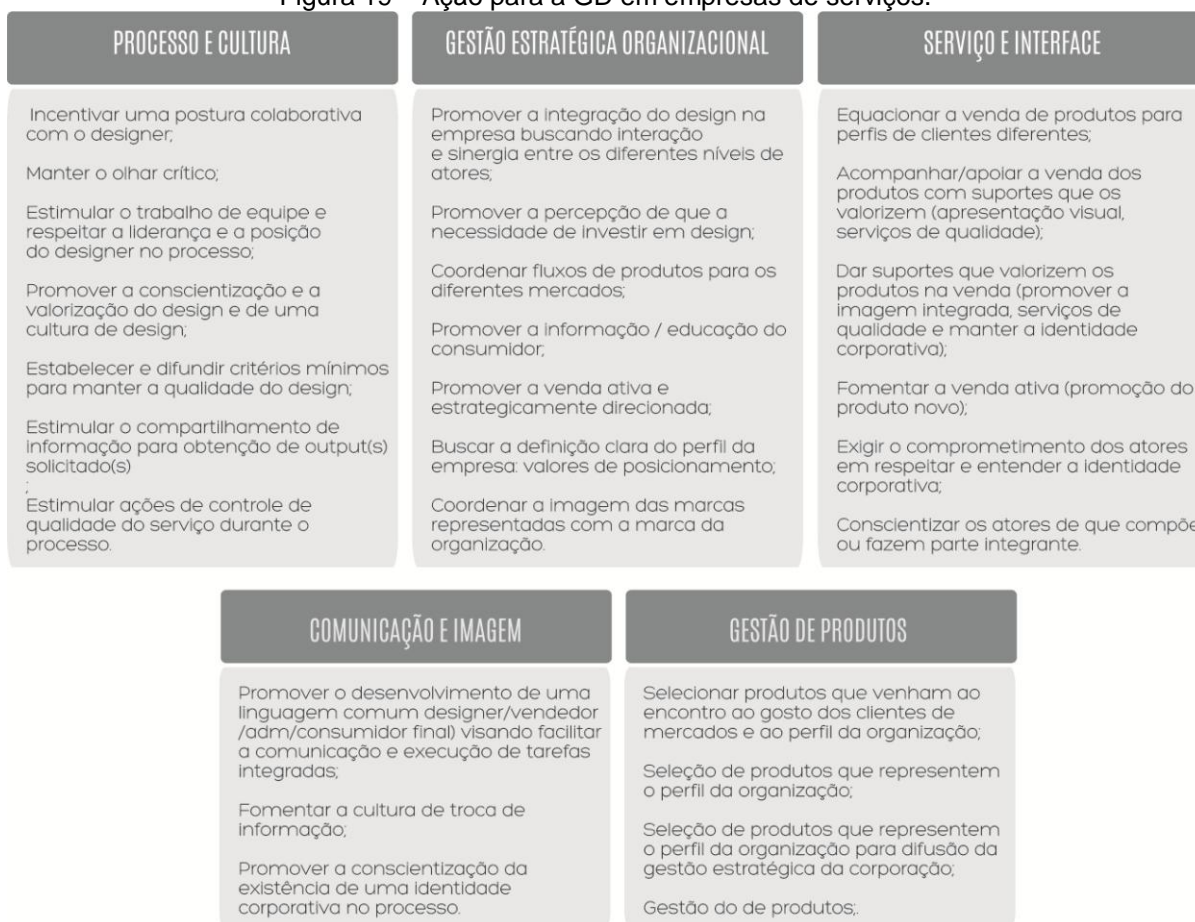 Figura 19 – Ação para a GD em empresas de serviços.
PROCESSO E CULTURA
Incentivar uma postura colaborativa
com o designer;
Manter o olhar crítico;
Estimular o trabalho de equipe e
respeitar a liderança e a posição
do designer no processo;
Promover a conscientização e a
valorização do design e de uma
cultura de design;
Estabelecer e difundir critérios mínimos
para manter a qualidade do design;
Estimular o compartilhamento de
informação para obtenção de output(s)
solicitado(s)
;
Estimular ações de controle de
qualidade do serviço durante o
processo.
GESTÃO ESTRATÉGICA ORGANIZACIONAL
Promover a integração do design na
empresa buscando interação
e sinergia entre os diferentes níveis de
atores;
Promover a percepção de que a
necessidade de investir em design;
Coordenar fluxos de produtos para os
diferentes mercados;
Promover a informação / educação do
consumidor;
Promover a venda ativa e
estrategicamente direcionada;
Buscar a definição clara do perfil da
empresa: valores de posicionamento;
Coordenar a imagem das marcas
representadas com a marca da
organização.
SERVIÇO E INTERFACE
Equacionar a venda de produtos para
perfis de clientes diferentes;
Acompanhar/apoiar a venda dos
produtos com suportes que os
valorizem (apresentação visual,
serviços de qualidade);
Dar suportes que valorizem os
produtos na venda (promover a
imagem integrada, serviços de
qualidade e manter a identidade
corporativa);
Fomentar a venda ativa (promoção do
produto novo);
Exigir o comprometimento dos atores
em respeitar e entender a identidade
corporativa;
Conscientizar os atores de que compõe
ou fazem parte integrante.
COMUNICAÇÃO E IMAGEM
Promover o desenvolvimento de uma
linguagem comum designer/vendedor
/adm/consumidor final) visando facilitar
a comunicação e execução de tarefas
integradas;
Fomentar a cultura de troca de
informação;
Promover a conscientização da
existência de uma identidade
corporativa no processo.
GESTÃO DE PRODUTOS
Selecionar produtos que venham ao
encontro ao gosto dos clientes de
mercados e ao perfil da organização;
Seleção de produtos que representem
o perfil da organização;
Seleção de produtos que representem
o perfil da organização para difusão da
gestão estratégica da corporação;
Gestão do de produtos;.